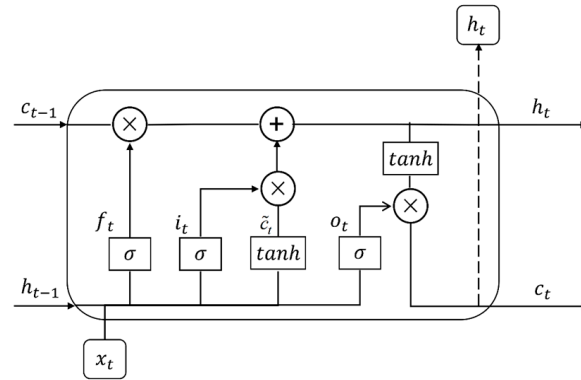 h_t
c_{t-1}
×
+
h_t
tanh
×
×
f_t
i_t
c̃_t
o_t
σ
σ
tanh
σ
h_{t-1}
c_t
x_t